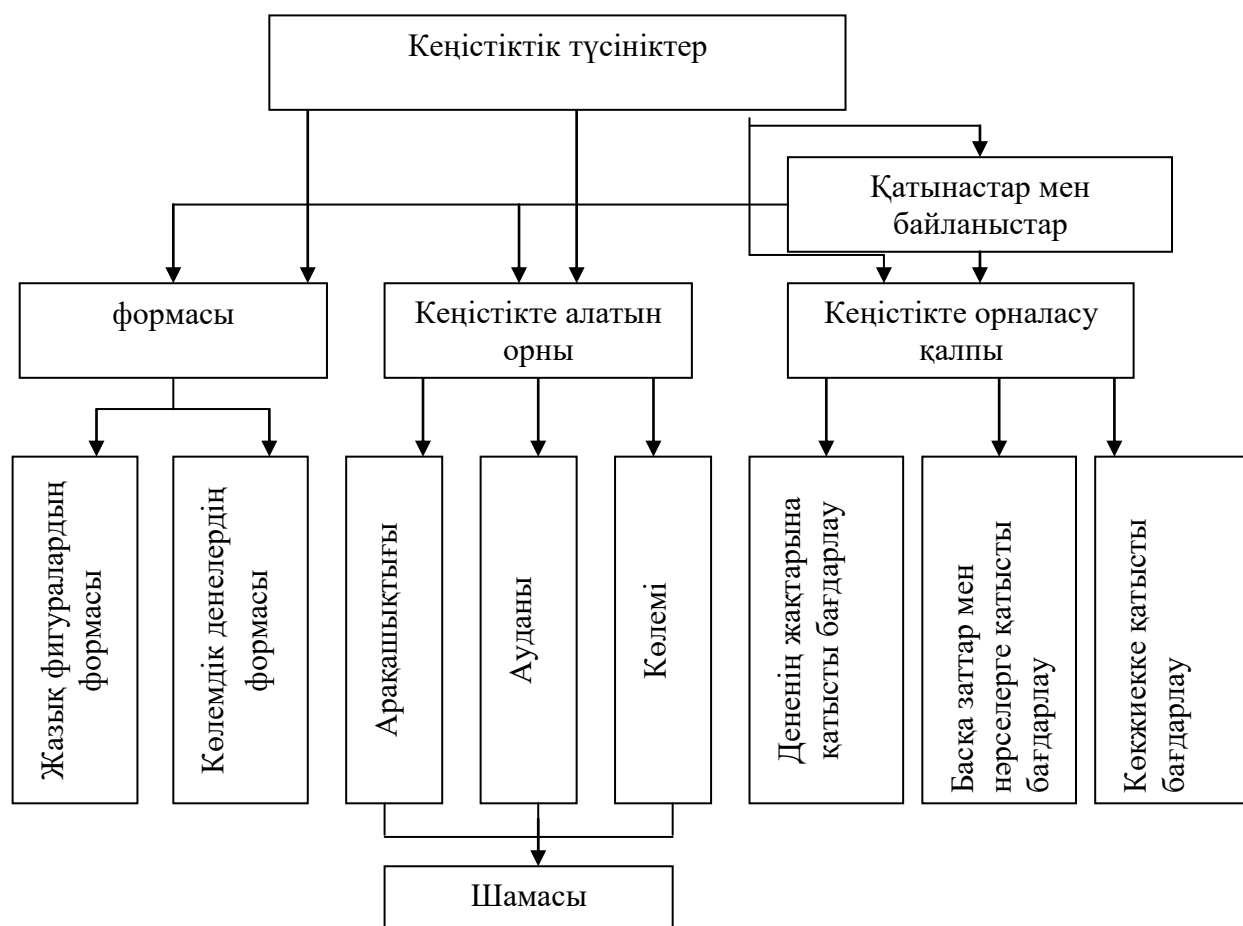 Кеңістіктік түсініктер
Қатынастар мен
байланыстар
формасы
Кеңістікте алатын
орны
Кеңістікте орналасу
қалпы
Жазық фигуралардың
формасы
Көлемдік денелердің
формасы
Арақашықтығы
Ауданы
Көлемі
Дененің жақтарына
қатысты бағдарлау
Басқа заттар мен
нәрселерге қатысты
бағдарлау
Көкжиекке қатысты
бағдарлау
Шамасы